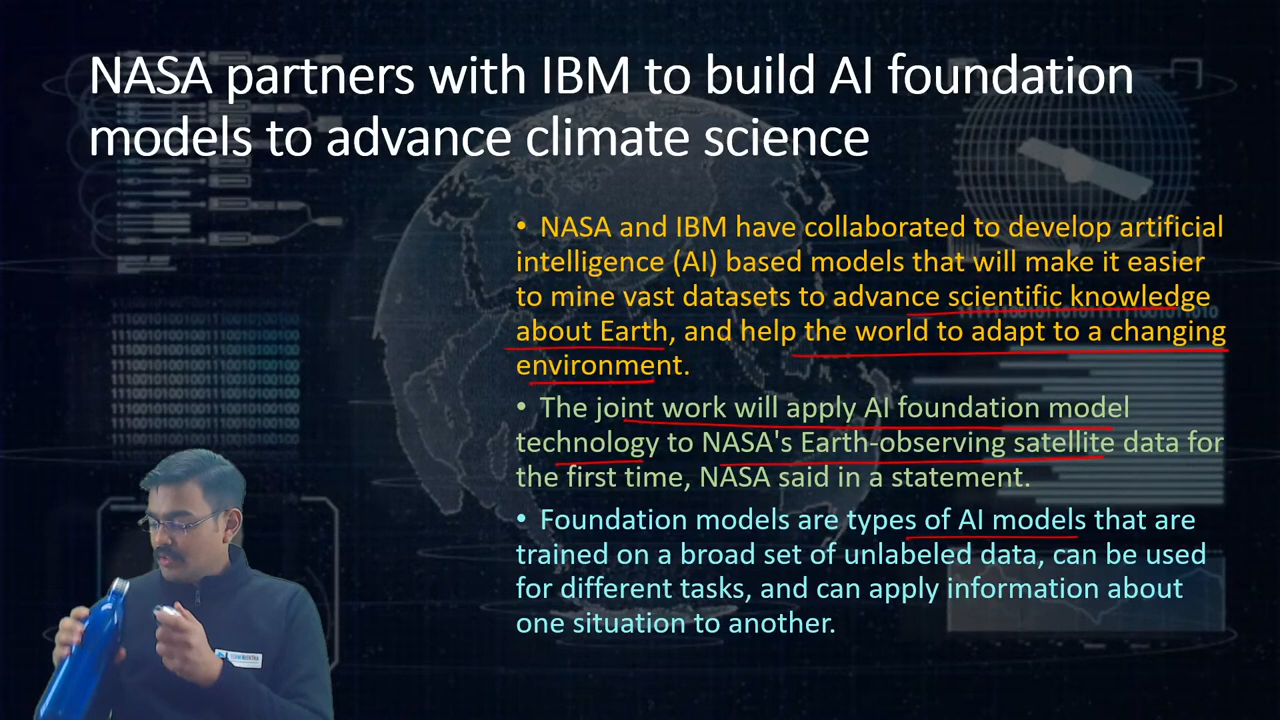 NASA partners with IBM to build AI foundation
models to advance climate science
• NASA and IBM have collaborated to develop artificial
intelligence (AI) based models that will make it easier
to mine vast datasets to advance scientific knowledge
about Earth, and help the world to adapt to a changing
environment.
• The joint work will apply AI foundation model
technology to NASA's Earth-observing satellite data for
the first time, NASA said in a statement.
• Foundation models are types of AI models that are
trained on a broad set of unlabeled data, can be used
for different tasks, and can apply information about
one situation to another.